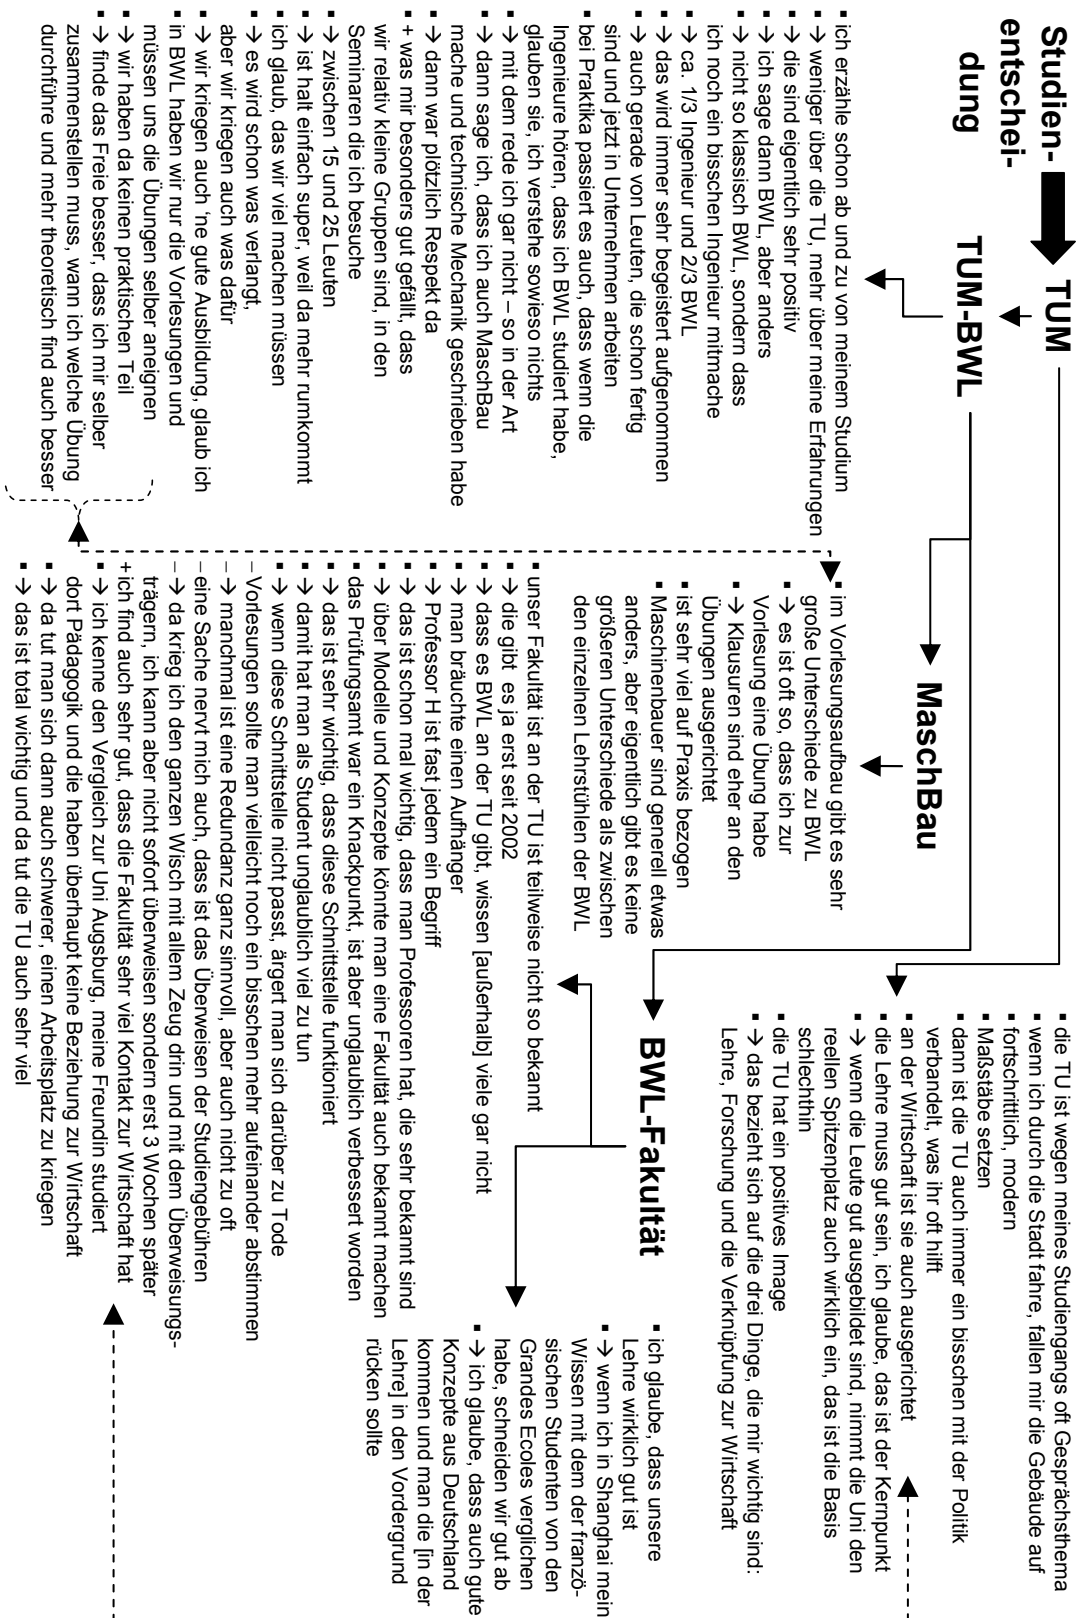 Studien-
entschei-
dung
TUM
TUM-BWL
▪ ich erzähle schon ab und zu von meinem Studium
▪ → weniger über die TU, mehr über meine Erfahrungen
▪ → die sind eigentlich sehr positiv
▪ → ich sage dann BWL, aber anders
▪ → nicht so klassisch BWL, sondern dass
ich noch ein bisschen Ingenieur mitmache
▪ → ca. 1/3 Ingenieur und 2/3 BWL
▪ → das wird immer sehr begeistert aufgenommen
▪ → auch gerade von Leuten, die schon fertig
sind und jetzt in Unternehmen arbeiten
▪ bei Praktika passiert es auch, dass wenn die
Ingenieure hören, dass ich BWL studiert habe,
glauben sie, ich verstehe sowieso nichts
▪ → mit dem rede ich gar nicht – so in der Art
▪ → dann sage ich, dass ich auch MaschBau
mache und technische Mechanik geschrieben habe
▪ → dann war plötzlich Respekt da
+ was mir besonders gut gefällt, dass
wir relativ kleine Gruppen sind, in den
Seminaren die ich besuche
▪ → zwischen 15 und 25 Leuten
▪ → ist halt einfach super, weil da mehr rumkommt
▪ ich glaub, das wir viel machen müssen
▪ → es wird schon was verlangt,
aber wir kriegen auch was dafür
▪ → wir kriegen auch ‘ne gute Ausbildung, glaub ich
▪ in BWL haben wir nur die Vorlesungen und
müssen uns die Übungen selber aneignen
▪ → wir haben da keinen praktischen Teil
▪ → finde das Freie besser, dass ich mir selber
zusammenstellen muss, wann ich welche Übung
durchführe und mehr theoretisch find auch besser
MaschBau
▪ im Vorlesungsaufbau gibt es sehr
große Unterschiede zu BWL
▪ → es ist oft so, dass ich zur
Vorlesung eine Übung habe
▪ → Klausuren sind eher an den
Übungen ausgerichtet
▪ ist sehr viel auf Praxis bezogen
▪ Maschinenbauer sind generell etwas
anders, aber eigentlich gibt es keine
größeren Unterschiede als zwischen
den einzelnen Lehrstühlen der BWL
BWL-Fakultät
▪ unser Fakultät ist an der TU ist teilweise nicht so bekannt
▪ → die gibt es ja erst seit 2002
▪ → dass es BWL an der TU gibt, wissen [außerhalb] viele gar nicht
▪ → man bräuchte einen Aufhänger
▪ → Professor H ist fast jedem ein Begriff
▪ → das ist schon mal wichtig, dass man Professoren hat, die sehr bekannt sind
▪ → über Modelle und Konzepte könnte man eine Fakultät auch bekannt machen
▪ das Prüfungsamt war ein Knackpunkt, ist aber unglaublich verbessert worden
▪ → das ist sehr wichtig, dass diese Schnittstelle funktioniert
▪ → damit hat man als Student unglaublich viel zu tun
▪ → wenn diese Schnittstelle nicht passt, ärgert man sich darüber zu Tode
– Vorlesungen sollte man vielleicht noch ein bisschen mehr aufeinander abstimmen
– → manchmal ist eine Redundanz ganz sinnvoll, aber auch nicht zu oft
– eine Sache nervt mich auch, dass ist das Überweisen der Studiengebühren
– → da krieg ich den ganzen Wisch mit allem Zeug drin und mit dem Überweisungs-
trägern, ich kann aber nicht sofort überweisen sondern erst 3 Wochen später
+ ich find auch sehr gut, dass die Fakultät sehr viel Kontakt zur Wirtschaft hat
▪ → ich kenne den Vergleich zur Uni Augsburg, meine Freundin studiert
dort Pädagogik und die haben überhaupt keine Beziehung zur Wirtschaft
▪ → da tut man sich dann auch schwerer, einen Arbeitsplatz zu kriegen
▪ → das ist total wichtig und da tut die TU auch sehr viel
▪ die TU ist wegen meines Studiengangs oft Gesprächsthema
▪ wenn ich durch die Stadt fahre, fallen mir die Gebäude auf
▪ fortschrittlich, modern
▪ Maßstäbe setzen
▪ dann ist die TU auch immer ein bisschen mit der Politik
verbandelt, was ihr oft hilft
▪ an der Wirtschaft ist sie auch ausgerichtet
▪ die Lehre muss gut sein, ich glaube, das ist der Kernpunkt
▪ → wenn die Leute gut ausgebildet sind, nimmt die Uni den
reellen Spitzenplatz auch wirklich ein, das ist die Basis
schlechthin
▪ die TU hat ein positives Image
▪ → das bezieht sich auf die drei Dinge, die mir wichtig sind:
Lehre, Forschung und die Verknüpfung zur Wirtschaft
▪ ich glaube, dass unsere
Lehre wirklich gut ist
▪ → wenn ich in Shanghai mein
Wissen mit dem der franzö-
sischen Studenten von den
Grandes Ecoles verglichen
habe, schneiden wir gut ab
▪ → ich glaube, dass auch gute
Konzepte aus Deutschland
kommen und man die [in der
Lehre] in den Vordergrund
rücken sollte